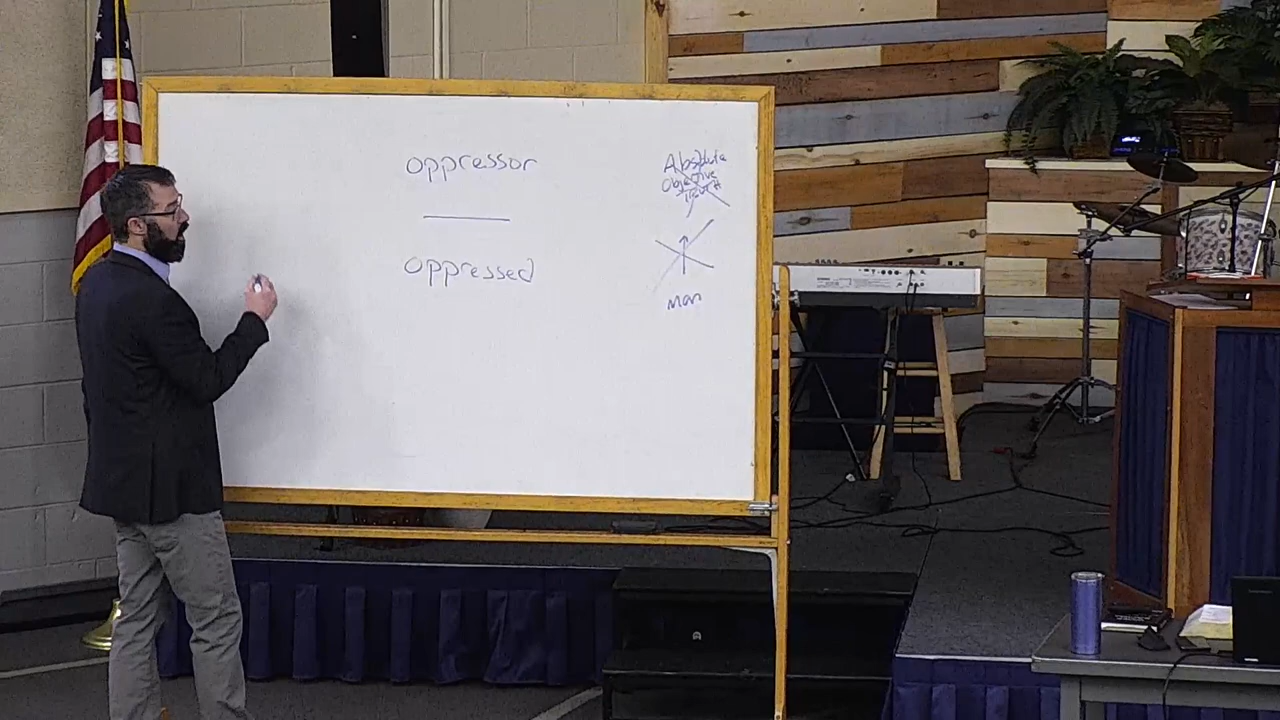 oppressor
oppressed
Absolute
Objective
Truth
man